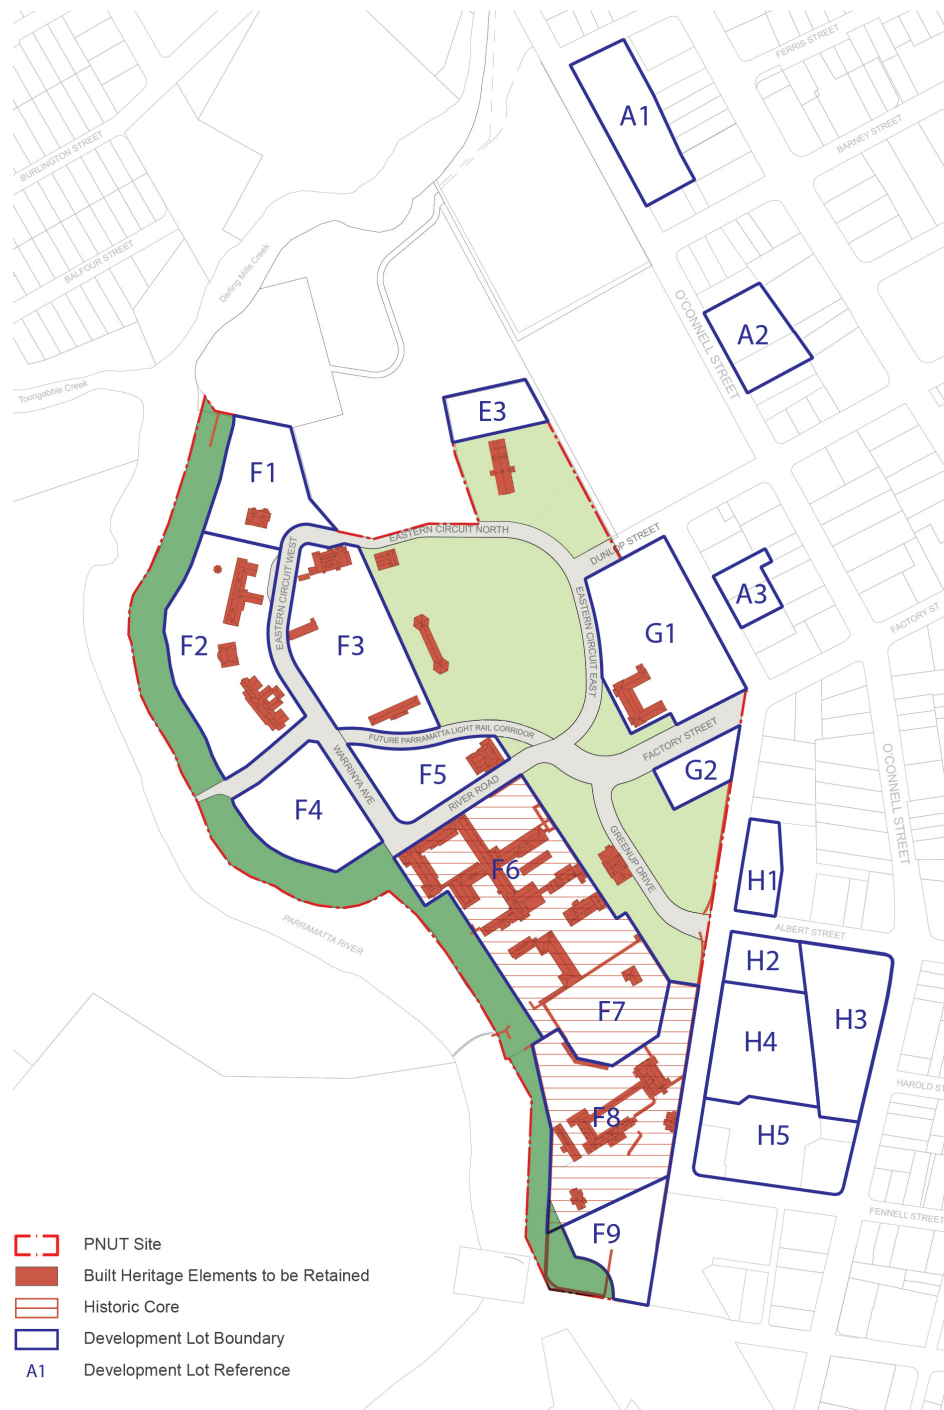 FERRIS STREET
A1
BARNEY STREET
BURLINGTON STREET
BALFOUR STREET
Darling Mills Creek
O'CONNELL STREET
A2
Toongabbie Creek
E3
F1
EASTERN CIRCUIT NORTH
DUNLOP STREET
EASTERN CIRCUIT WEST
A3
EASTERN CIRCUIT EAST
FACTORY ST
G1
F2
F3
FUTURE PARRAMATTA LIGHT RAIL CORRIDOR
FACTORY STREET
WARRINYA AVE
F5
G2
RIVER ROAD
O'CONNELL STREET
F4
GREENUP DRIVE
F6
H1
PARRAMATTA RIVER
ALBERT STREET
H2
F7
H3
H4
HAROLD ST
F8
H5
FENNELL STREET
F9
PNUT Site
Built Heritage Elements to be Retained
Historic Core
Development Lot Boundary
A1 Development Lot Reference